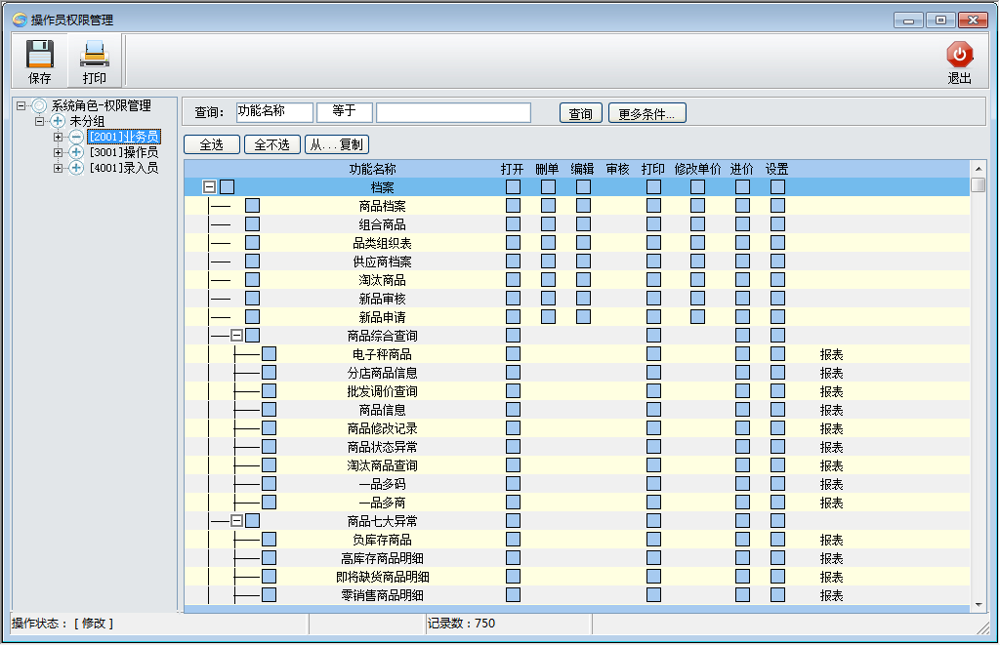 操作员权限管理
保存 打印 退出
系统角色-权限管理
未分组
[2001]业务员
[3001]操作员
[4001]录入员
查询: 功能名称 等于 查询 更多条件...
全选 全不选 从...复制
功能名称 打开 删单 编辑 审核 打印 修改单价 进价 设置
档案
商品档案
组合商品
品类组织表
供应商档案
淘汰商品
新品审核
新品申请
商品综合查询
电子秤商品 报表
分店商品信息 报表
批发调价查询 报表
商品信息 报表
商品修改记录 报表
商品状态异常 报表
淘汰商品查询 报表
一品多码 报表
一品多商 报表
商品七大异常
负库存商品 报表
高库存商品明细 报表
即将缺货商品明细 报表
零销售商品明细 报表
操作状态：[ 修改 ] 记录数：750